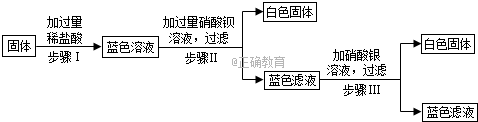 固体
加过量
稀盐酸
步骤Ⅰ
蓝色溶液
加过量硝酸钡
溶液，过滤
步骤Ⅱ
白色固体
蓝色滤液
加硝酸银
溶液，过滤
步骤Ⅲ
白色固体
蓝色滤液
@正确教育